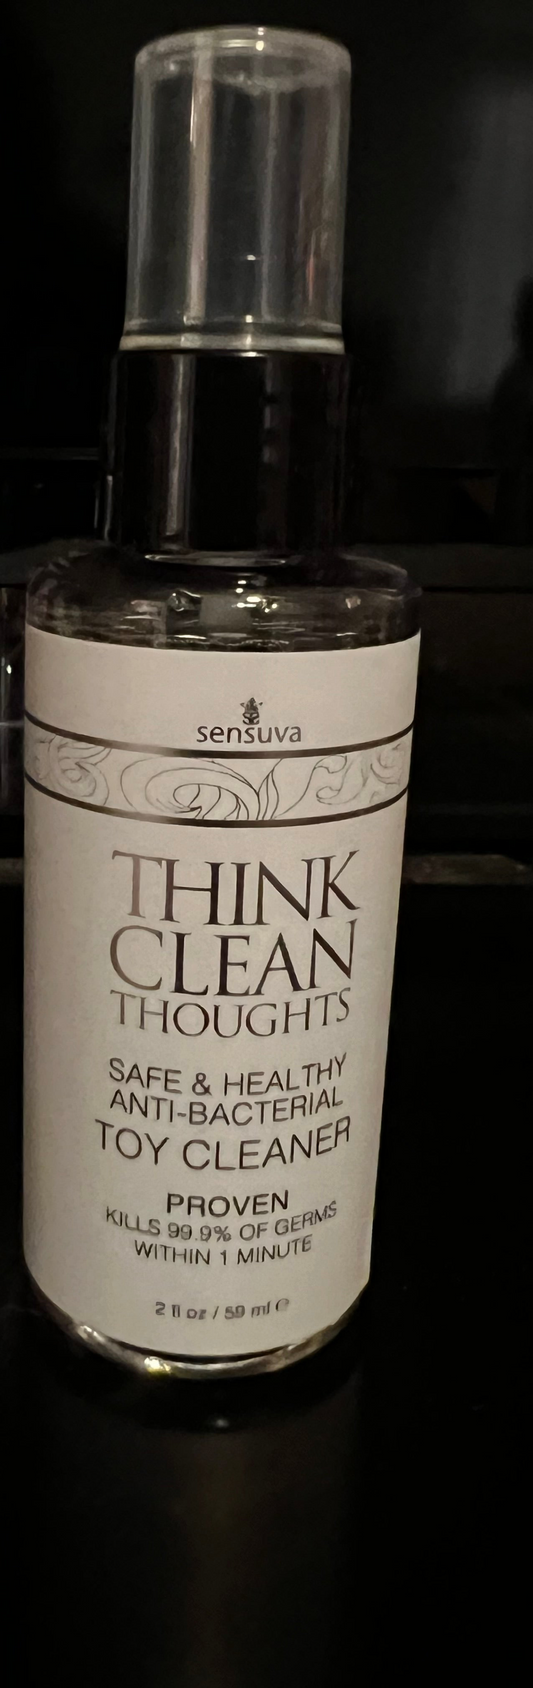 sensuva
THINK
CLEAN
THOUGHTS
SAFE & HEALTHY
ANTI-BACTERIAL
TOY CLEANER
PROVEN
KILLS 99.9% OF GERMS
WITHIN 1 MINUTE
2 fl oz / 59 ml ℮